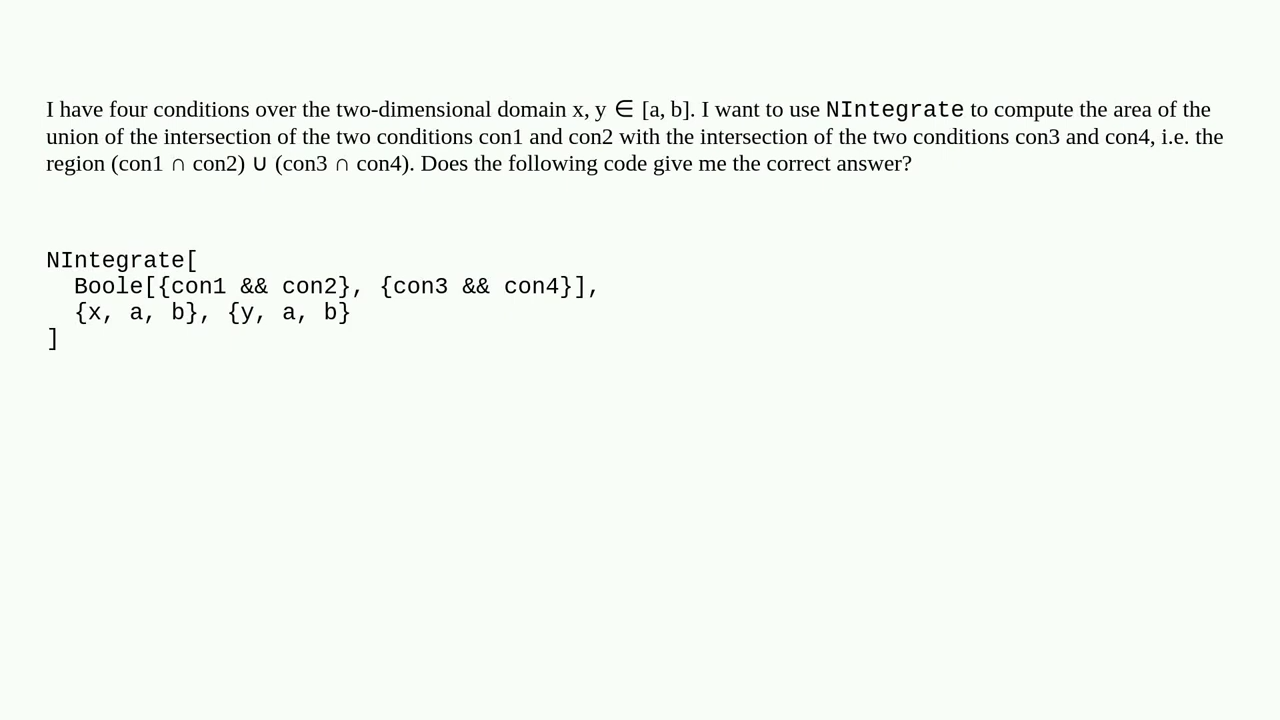 I have four conditions over the two-dimensional domain x, y ∈ [a, b]. I want to use NIntegrate to compute the area of the
union of the intersection of the two conditions con1 and con2 with the intersection of the two conditions con3 and con4, i.e. the
region (con1 ∩ con2) ∪ (con3 ∩ con4). Does the following code give me the correct answer?
NIntegrate[
  Boole[{con1 && con2}, {con3 && con4}],
  {x, a, b}, {y, a, b}
]